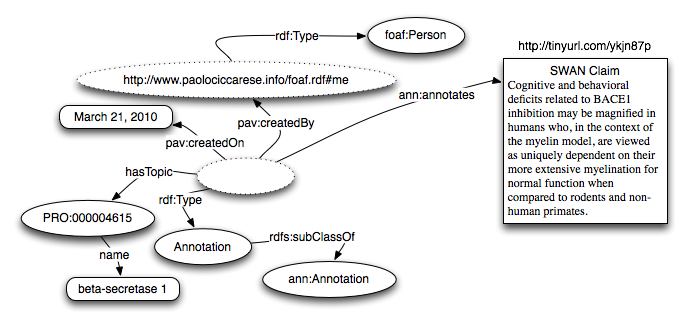 rdf:Type
foaf:Person
http://tinyurl.com/ykjn87p
http://www.paolociccarese.info/foaf.rdf#me
SWAN Claim
Cognitive and behavioral
deficits related to BACE1
inhibition may be magnified in
humans who, in the context of
the myelin model, are viewed
as uniquely dependent on their
more extensive myelination for
normal function when
compared to rodents and non-
human primates.
ann:annotates
March 21, 2010
pav:createdBy
pav:createdOn
hasTopic
rdf:Type
PRO:000004615
Annotation
rdfs:subClassOf
name
ann:Annotation
beta-secretase 1